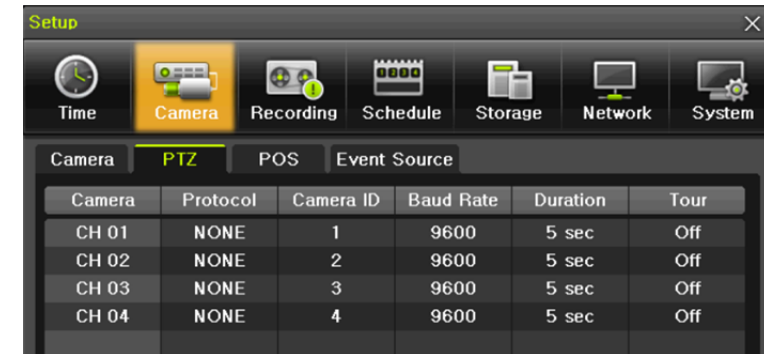 Setup
Time Camera Recording Schedule Storage Network System
Camera PTZ POS Event Source
Camera Protocol Camera ID Baud Rate Duration Tour
CH 01 NONE 1 9600 5 sec Off
CH 02 NONE 2 9600 5 sec Off
CH 03 NONE 3 9600 5 sec Off
CH 04 NONE 4 9600 5 sec Off